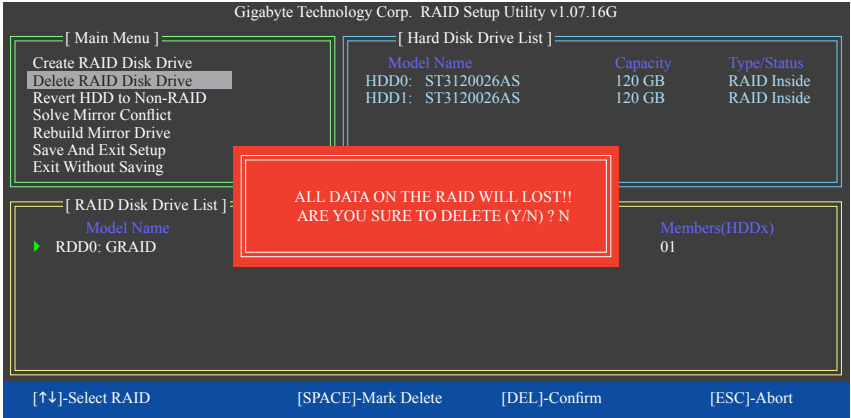 Gigabyte Technology Corp. RAID Setup Utility v1.07.16G
[ Main Menu ]
Create RAID Disk Drive
Delete RAID Disk Drive
Revert HDD to Non-RAID
Solve Mirror Conflict
Rebuild Mirror Drive
Save And Exit Setup
Exit Without Saving
[ Hard Disk Drive List ]
Model Name Capacity Type/Status
HDD0: ST3120026AS 120 GB RAID Inside
HDD1: ST3120026AS 120 GB RAID Inside
ALL DATA ON THE RAID WILL LOST!!
ARE YOU SURE TO DELETE (Y/N) ? N
[ RAID Disk Drive List ]
Model Name Members(HDDx)
RDD0: GRAID 01
[↑↓]-Select RAID [SPACE]-Mark Delete [DEL]-Confirm [ESC]-Abort